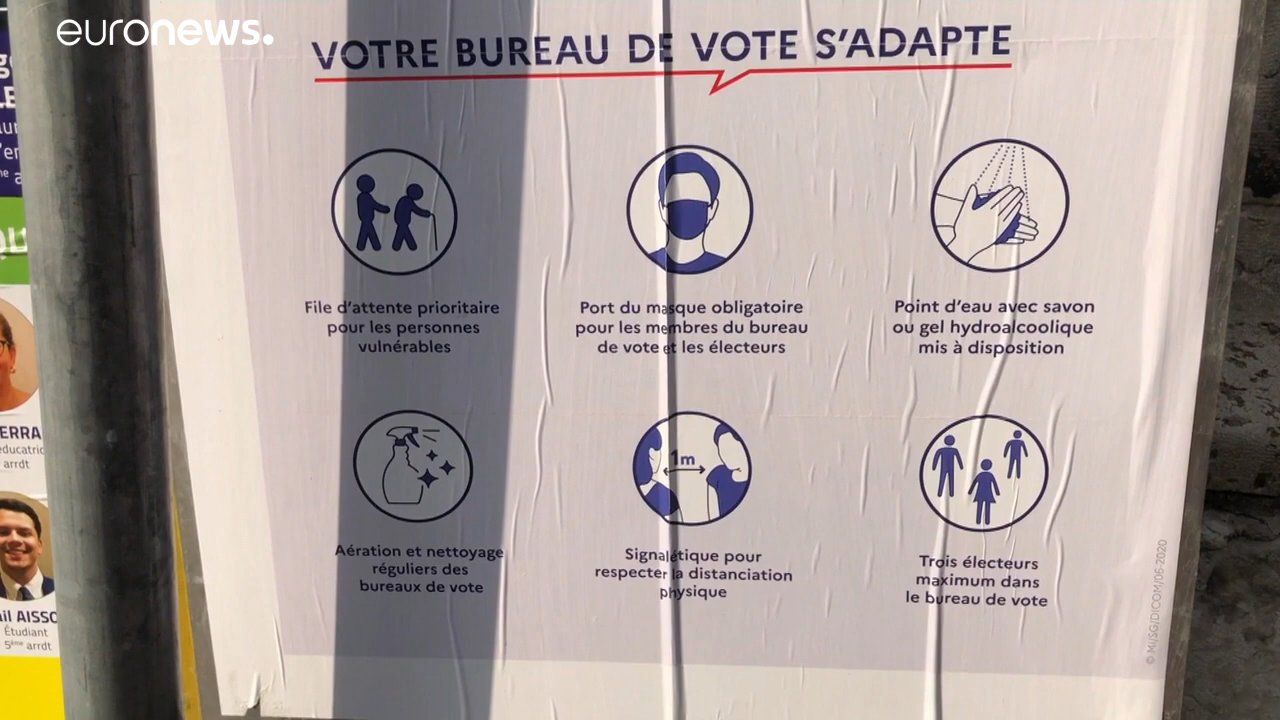 euronews.
VOTRE BUREAU DE VOTE S'ADAPTE
File d'attente prioritaire
pour les personnes
vulnérables
Port du masque obligatoire
pour les membres du bureau
de vote et les électeurs
Point d'eau avec savon
ou gel hydroalcoolique
mis à disposition
1m
Aération et nettoyage
réguliers des
bureaux de vote
Signalétique pour
respecter la distanciation
physique
Trois électeurs
maximum dans
le bureau de vote
© MI/SG/DICOM/06-2020
ERRA
arrdt
AISSO
Étudiant
5ème arrdt